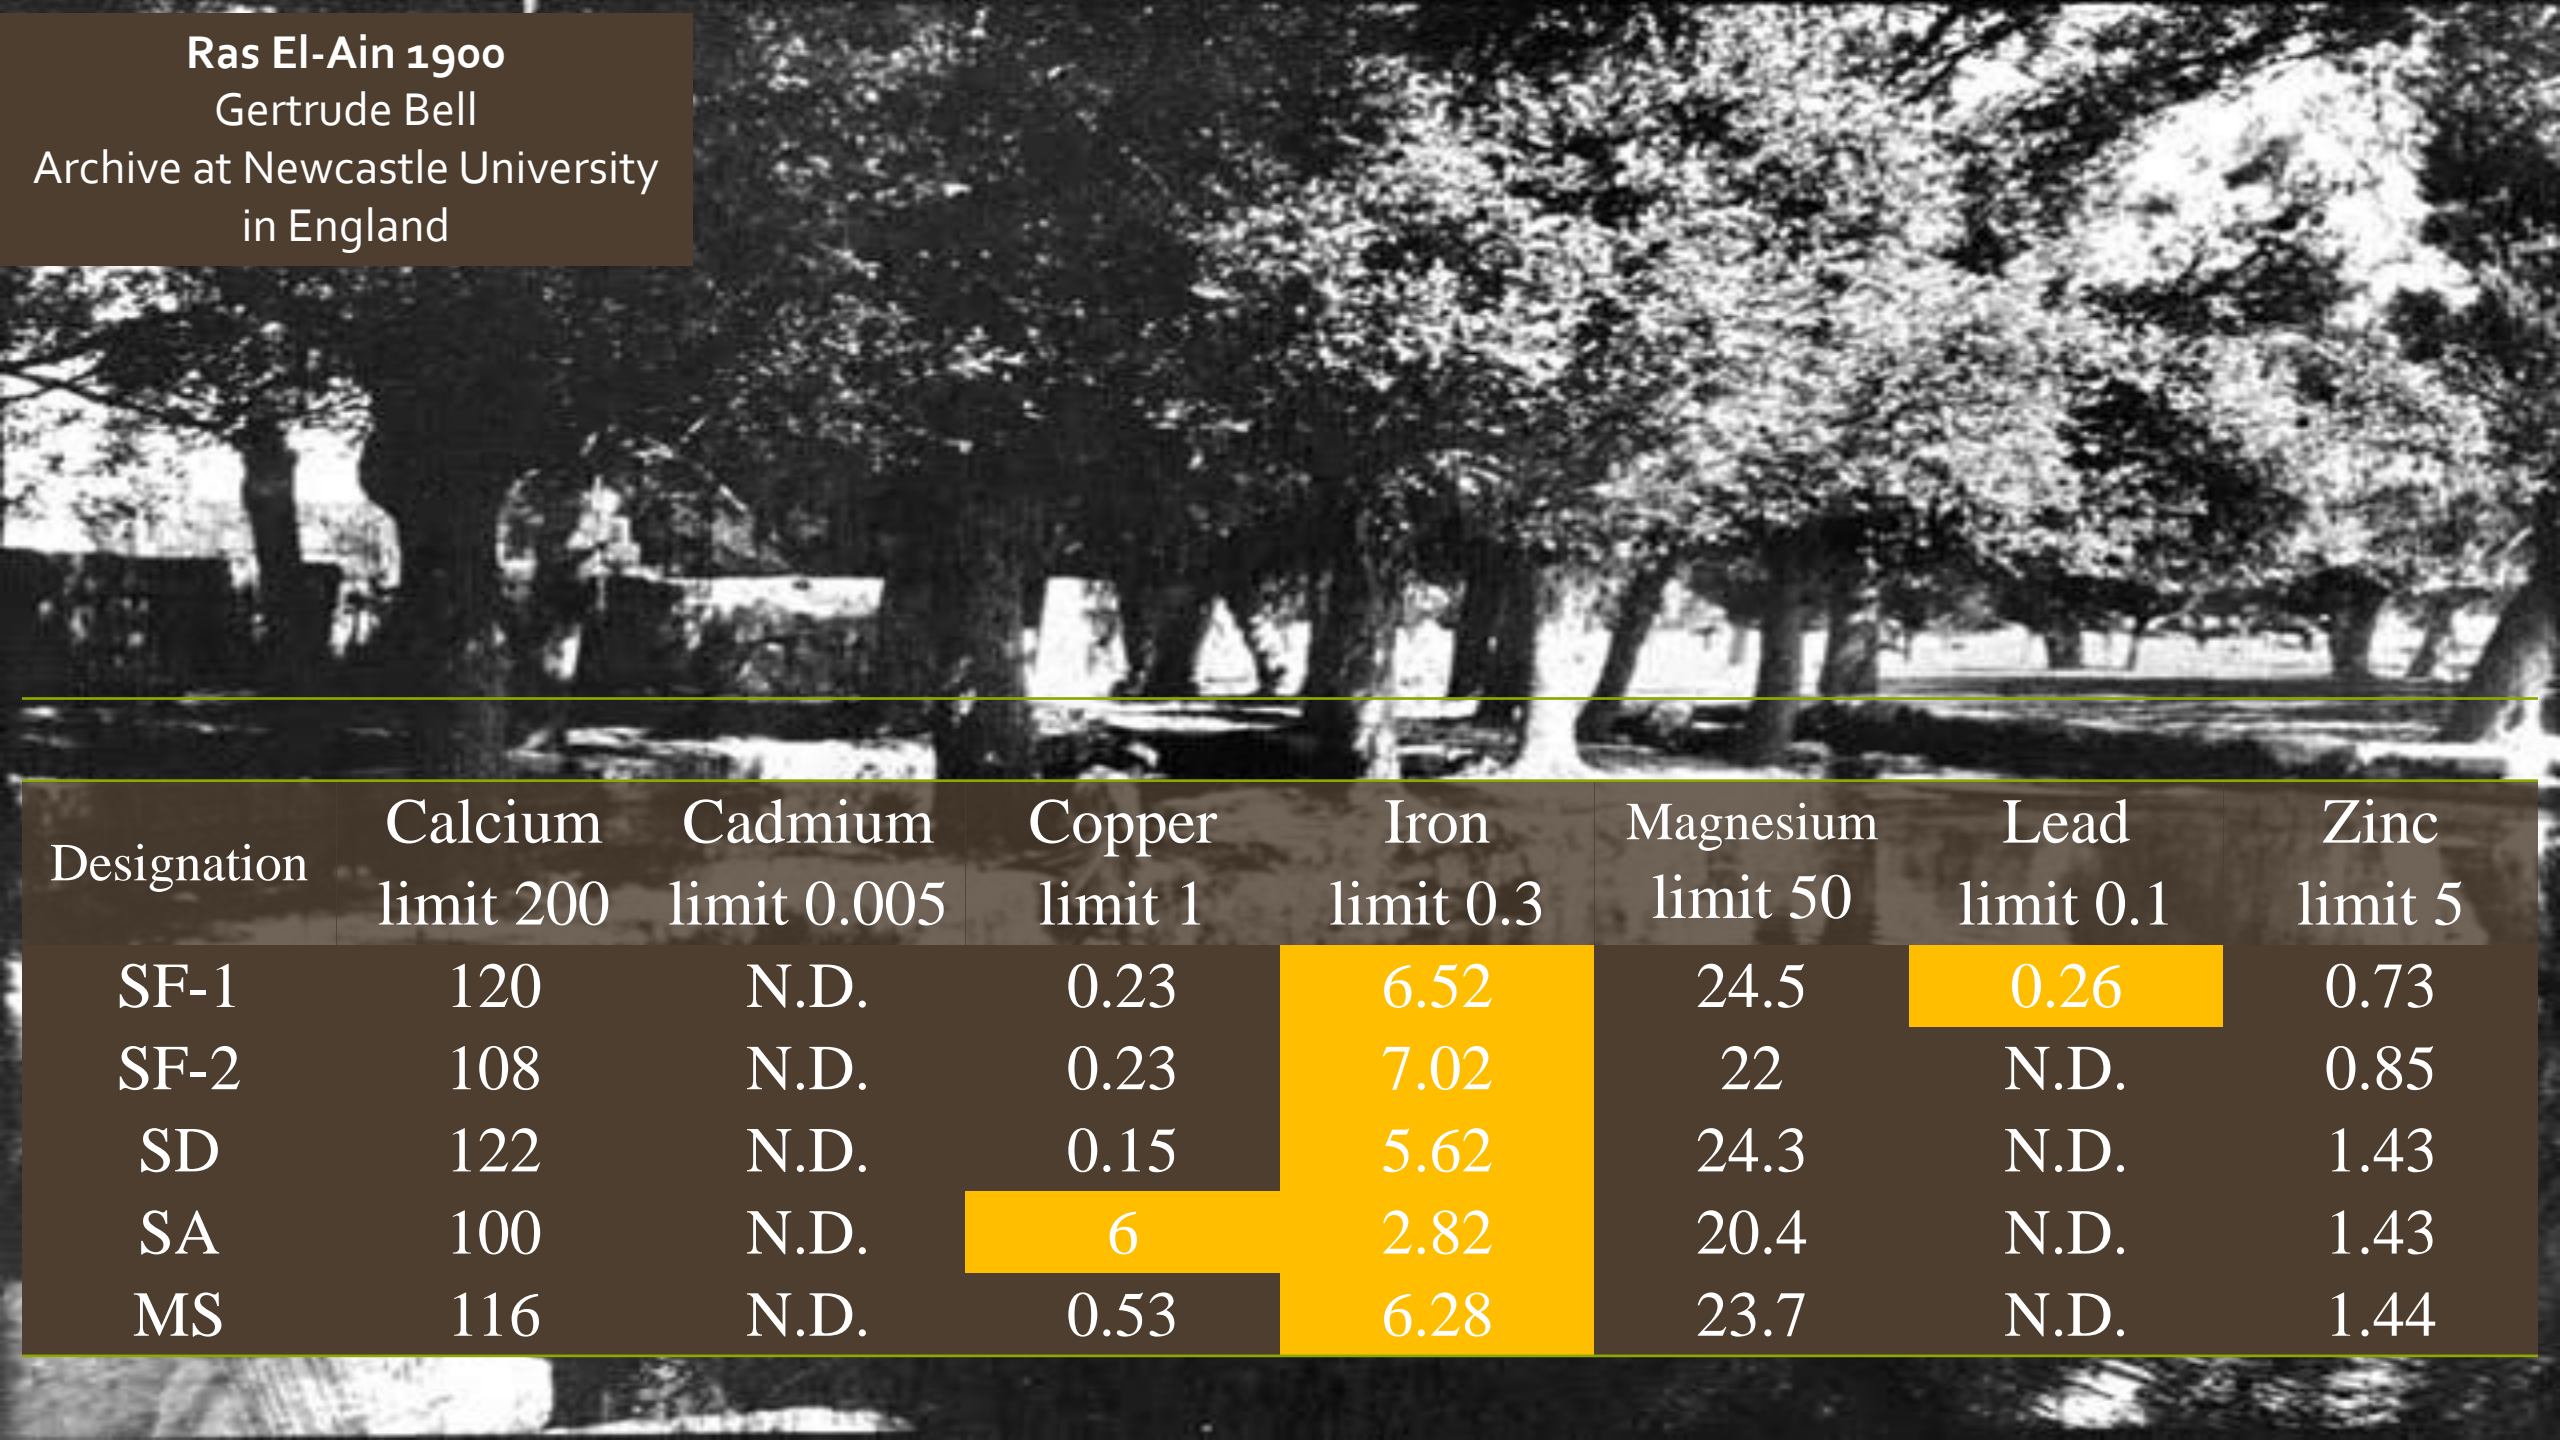 Ras El-Ain 1900
Gertrude Bell
Archive at Newcastle University
in England
Designation Calcium limit 200 Cadmium limit 0.005 Copper limit 1 Iron limit 0.3 Magnesium limit 50 Lead limit 0.1 Zinc limit 5
SF-1 120 N.D. 0.23 6.52 24.5 0.26 0.73
SF-2 108 N.D. 0.23 7.02 22 N.D. 0.85
SD 122 N.D. 0.15 5.62 24.3 N.D. 1.43
SA 100 N.D. 6 2.82 20.4 N.D. 1.43
MS 116 N.D. 0.53 6.28 23.7 N.D. 1.44